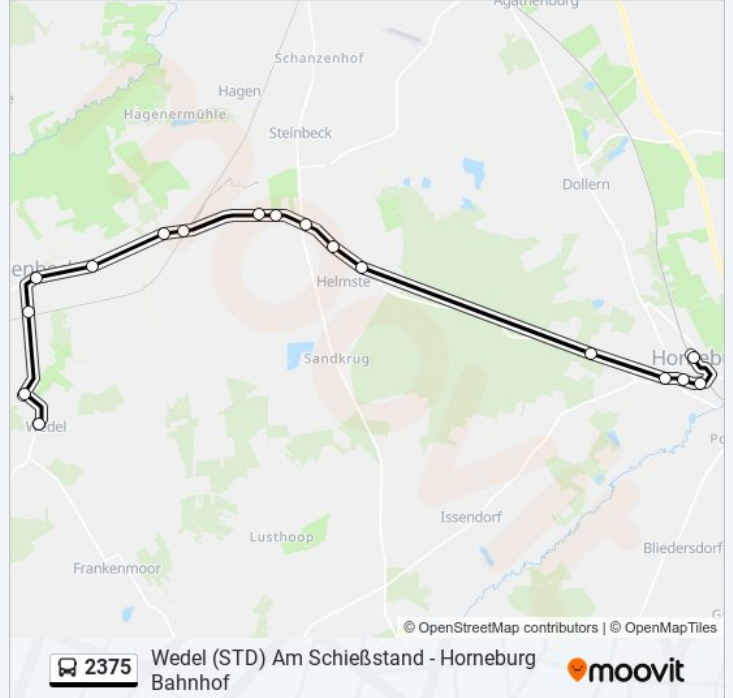 Agathenburg
Schanzenhof
Hagen
Hagenermühle
Steinbeck
Dollern
Helmste
Sandkrug
Wedel
Issendorf
Lusthoop
Bliedersdorf
Frankenmoor
© OpenStreetMap contributors | © OpenMapTiles
2375 Wedel (STD) Am Schießstand - Horneburg
Bahnhof
moovit